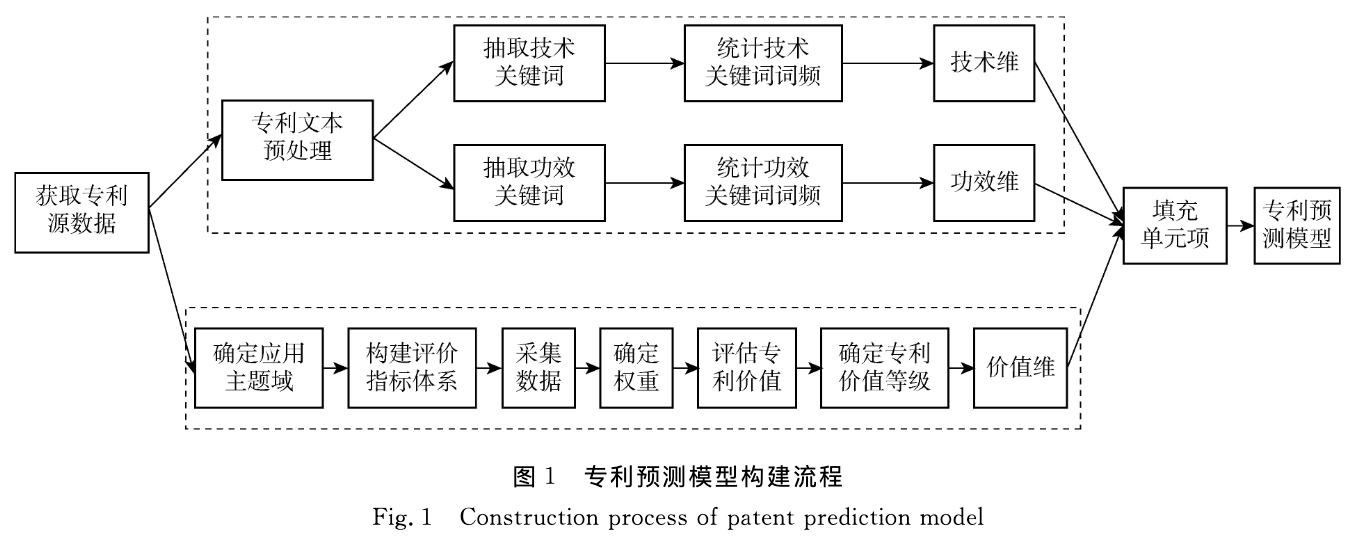 获取专利
源数据
专利文本
预处理
抽取技术
关键词
统计技术
关键词词频
技术维
抽取功效
关键词
统计功效
关键词词频
功效维
确定应用
主题域
构建评价
指标体系
采集
数据
确定
权重
评估专
利价值
确定专利
价值等级
价值维
填充
单元项
专利预
测模型
图 1 专利预测模型构建流程
Fig. 1 Construction process of patent prediction model